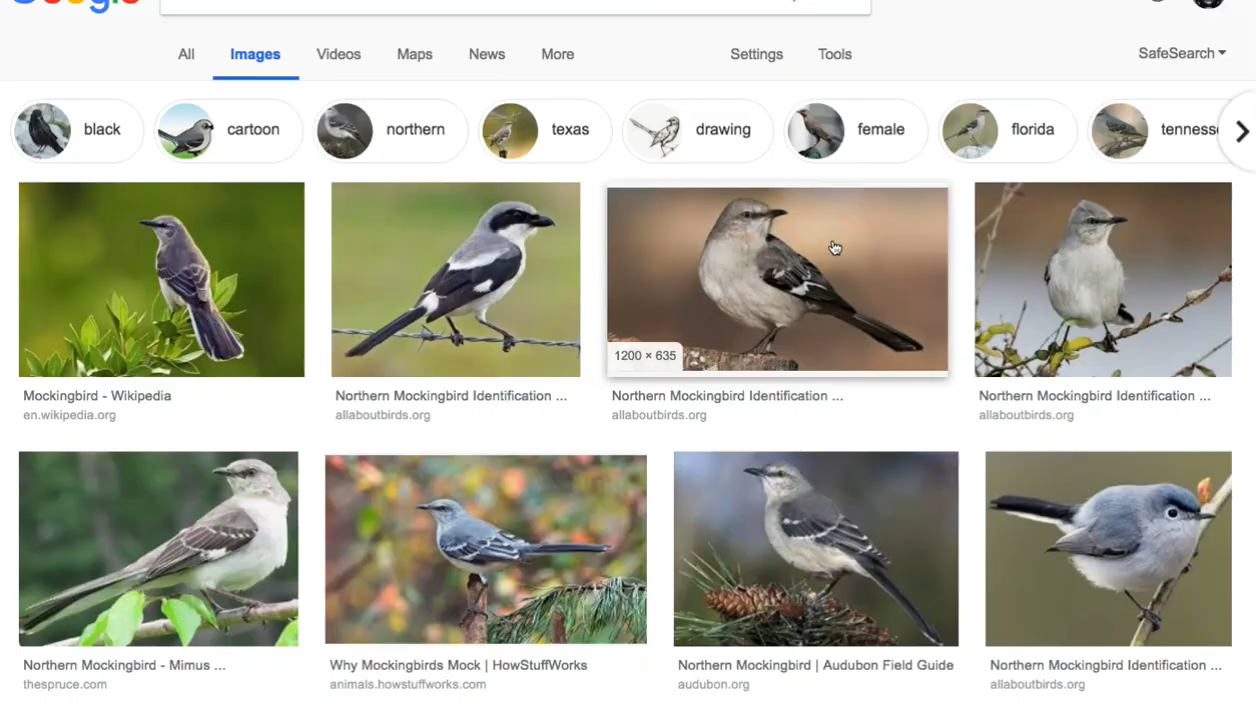 All Images Videos Maps News More Settings Tools SafeSearch
black cartoon northern texas drawing female florida
1200 × 635
Mockingbird - Wikipedia
en.wikipedia.org
Northern Mockingbird Identification ...
allaboutbirds.org
Northern Mockingbird Identification ...
allaboutbirds.org
Northern Mockingbird Identification ...
allaboutbirds.org
Northern Mockingbird - Mimus ...
thespruce.com
Why Mockingbirds Mock | HowStuffWorks
animals.howstuffworks.com
Northern Mockingbird | Audubon Field Guide
audubon.org
Northern Mockingbird Identification ...
allaboutbirds.org